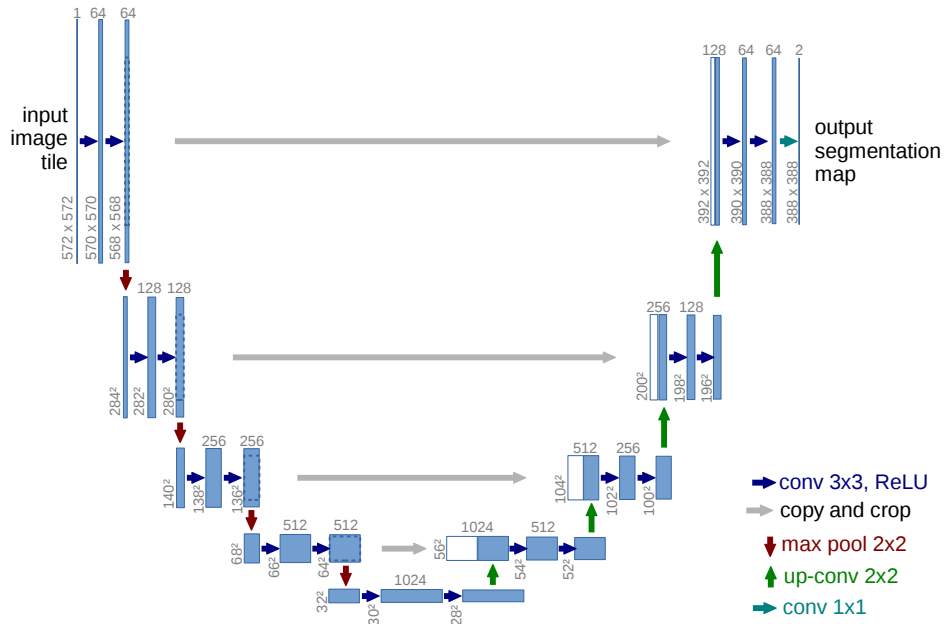 1
64
64
input
image
tile
572 x 572
570 x 570
568 x 568
128
64
64
2
output
segmentation
map
392 x 392
390 x 390
388 x 388
388 x 388
128
128
284²
282²
280²
256
128
200²
198²
196²
256
256
140²
138²
136²
512
256
104²
102²
100²
512
512
68²
66²
64²
1024
512
56²
54²
52²
1024
32²
30²
28²
conv 3x3, ReLU
copy and crop
max pool 2x2
up-conv 2x2
conv 1x1